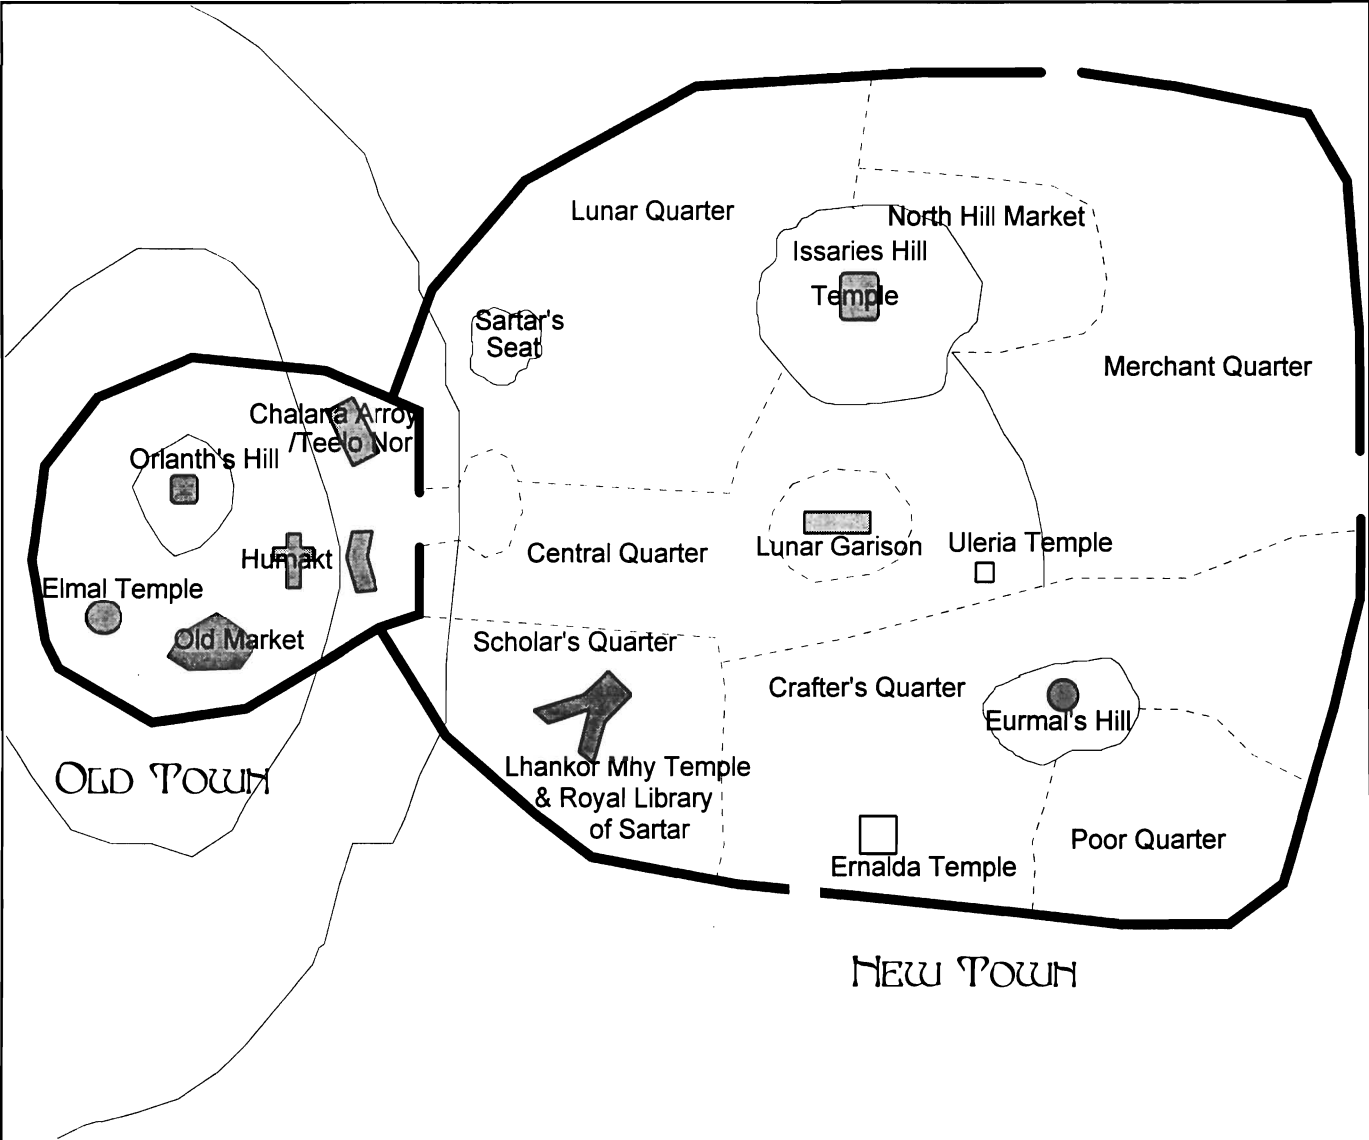 Lunar Quarter
North Hill Market
Issaries Hill
Temple
Sartar's
Seat
Merchant Quarter
Chalana Arroy
/Teelo Nor
Orlanth's Hill
Humakt
Elmal Temple
Old Market
Central Quarter
Lunar Garison
Uleria Temple
Scholar's Quarter
Crafter's Quarter
Eurmal's Hill
Lhankor Mhy Temple
& Royal Library
of Sartar
Ernalda Temple
Poor Quarter
OLD TOWN
NEW TOWN